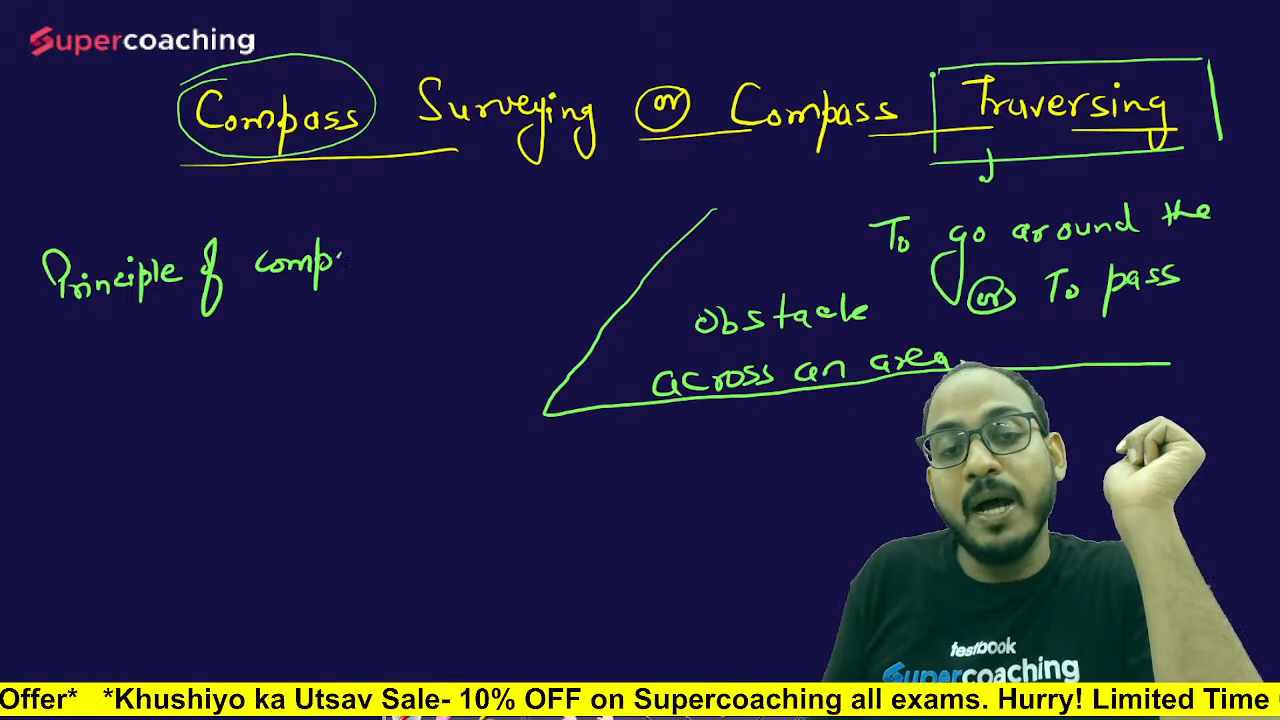 Supercoaching
Compass Surveying or Compass Traversing
To go around the
obstacle or To pass
across an area
Principle of comp
testbook
Supercoaching
Offer* *Khushiyo ka Utsav Sale- 10% OFF on Supercoaching all exams. Hurry! Limited Time